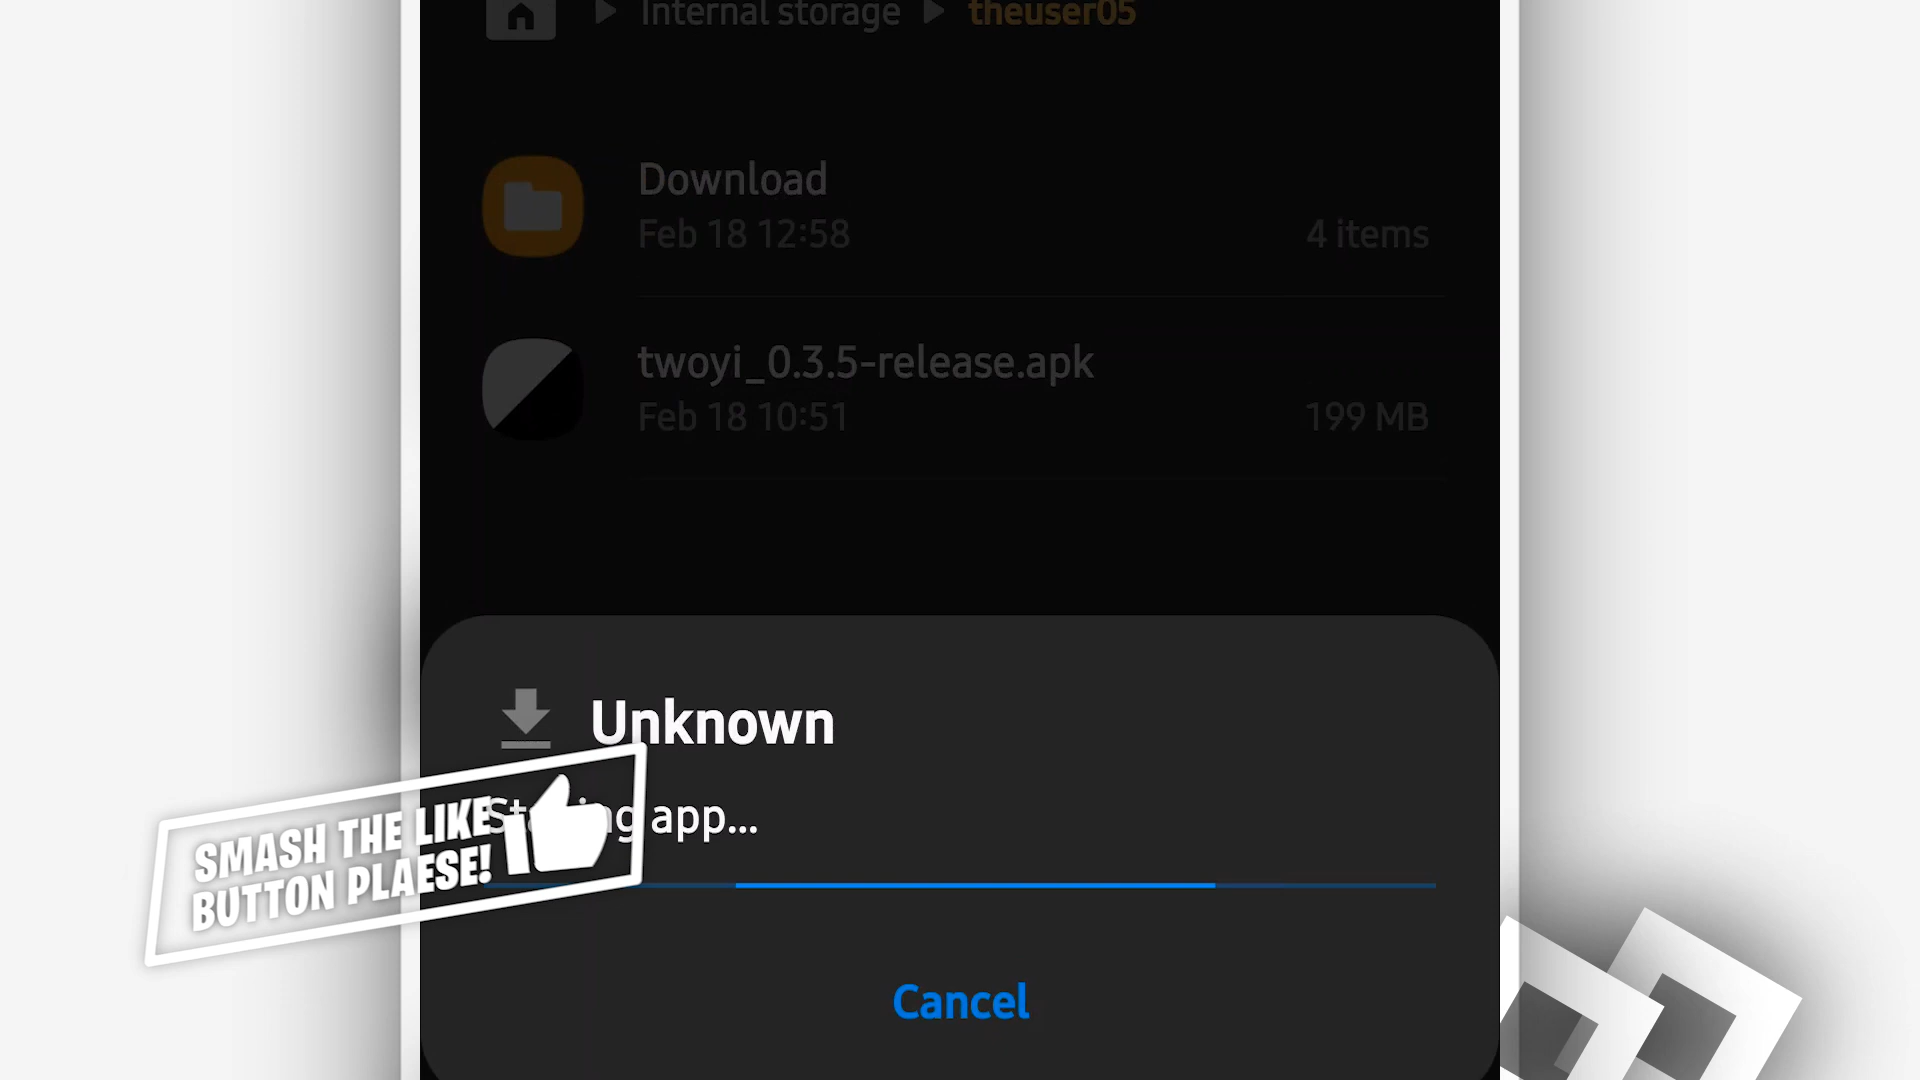 Internal storage theuser05
Download
Feb 18 12:58
4 items
twoyi_0.3.5-release.apk
Feb 18 10:51
199 MB
Unknown
app...
SMASH THE LIKE
BUTTON PLAESE!
Cancel